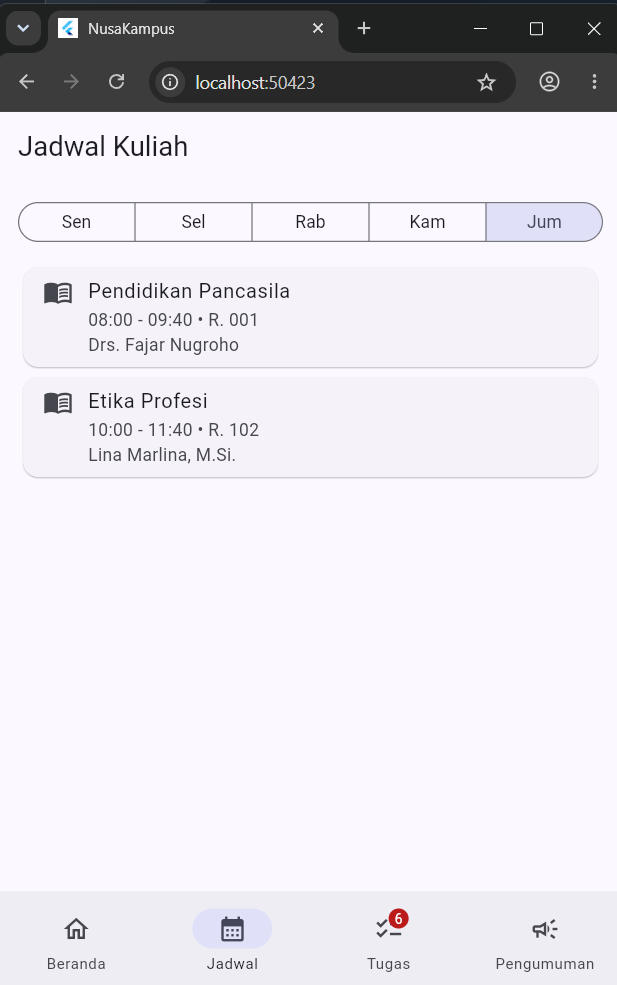 NusaKampus
localhost:50423
Jadwal Kuliah
Sen Sel Rab Kam Jum
Pendidikan Pancasila
08:00 - 09:40 • R. 001
Drs. Fajar Nugroho
Etika Profesi
10:00 - 11:40 • R. 102
Lina Marlina, M.Si.
6
Beranda Jadwal Tugas Pengumuman